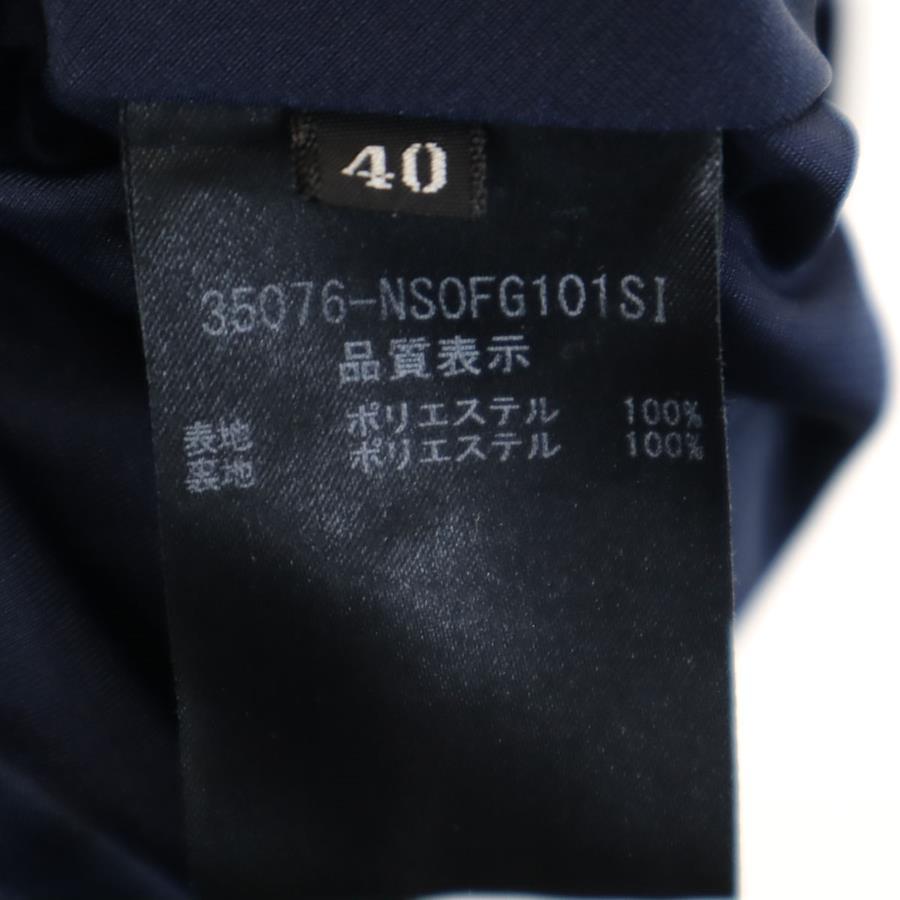 40
35076-NSOFG101SI
品質表示
表地 ポリエステル 100%
裏地 ポリエステル 100%